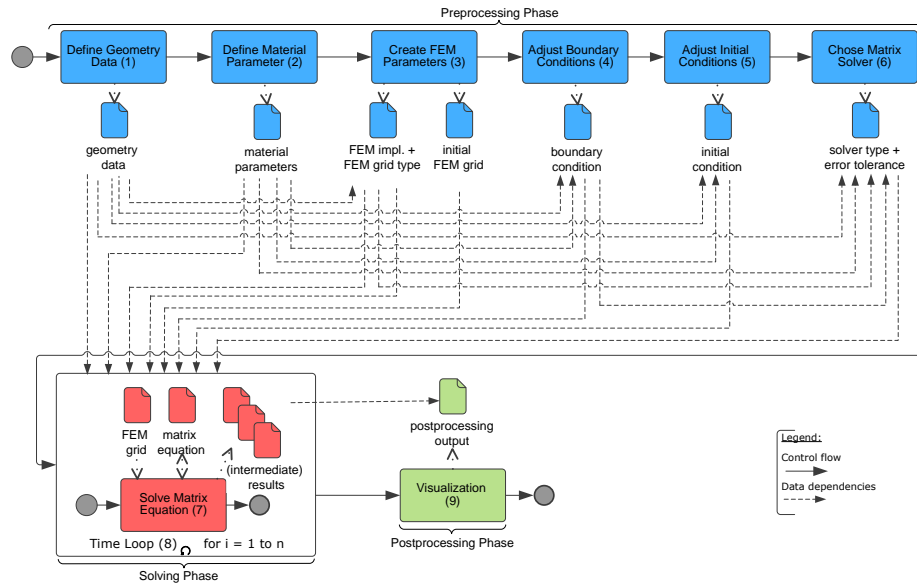 Preprocessing Phase
Define Geometry
Data (1)
Define Material
Parameter (2)
Create FEM
Parameters (3)
Adjust Boundary
Conditions (4)
Adjust Initial
Conditions (5)
Chose Matrix
Solver (6)
geometry
data
material
parameters
FEM impl. +
FEM grid type
initial
FEM grid
boundary
condition
initial
condition
solver type +
error tolerance
FEM
grid
matrix
equation
(intermediate)
results
postprocessing
output
Solve Matrix
Equation (7)
Visualization
(9)
Time Loop (8) for i = 1 to n
Solving Phase
Postprocessing Phase
Legend:
Control flow
Data dependencies